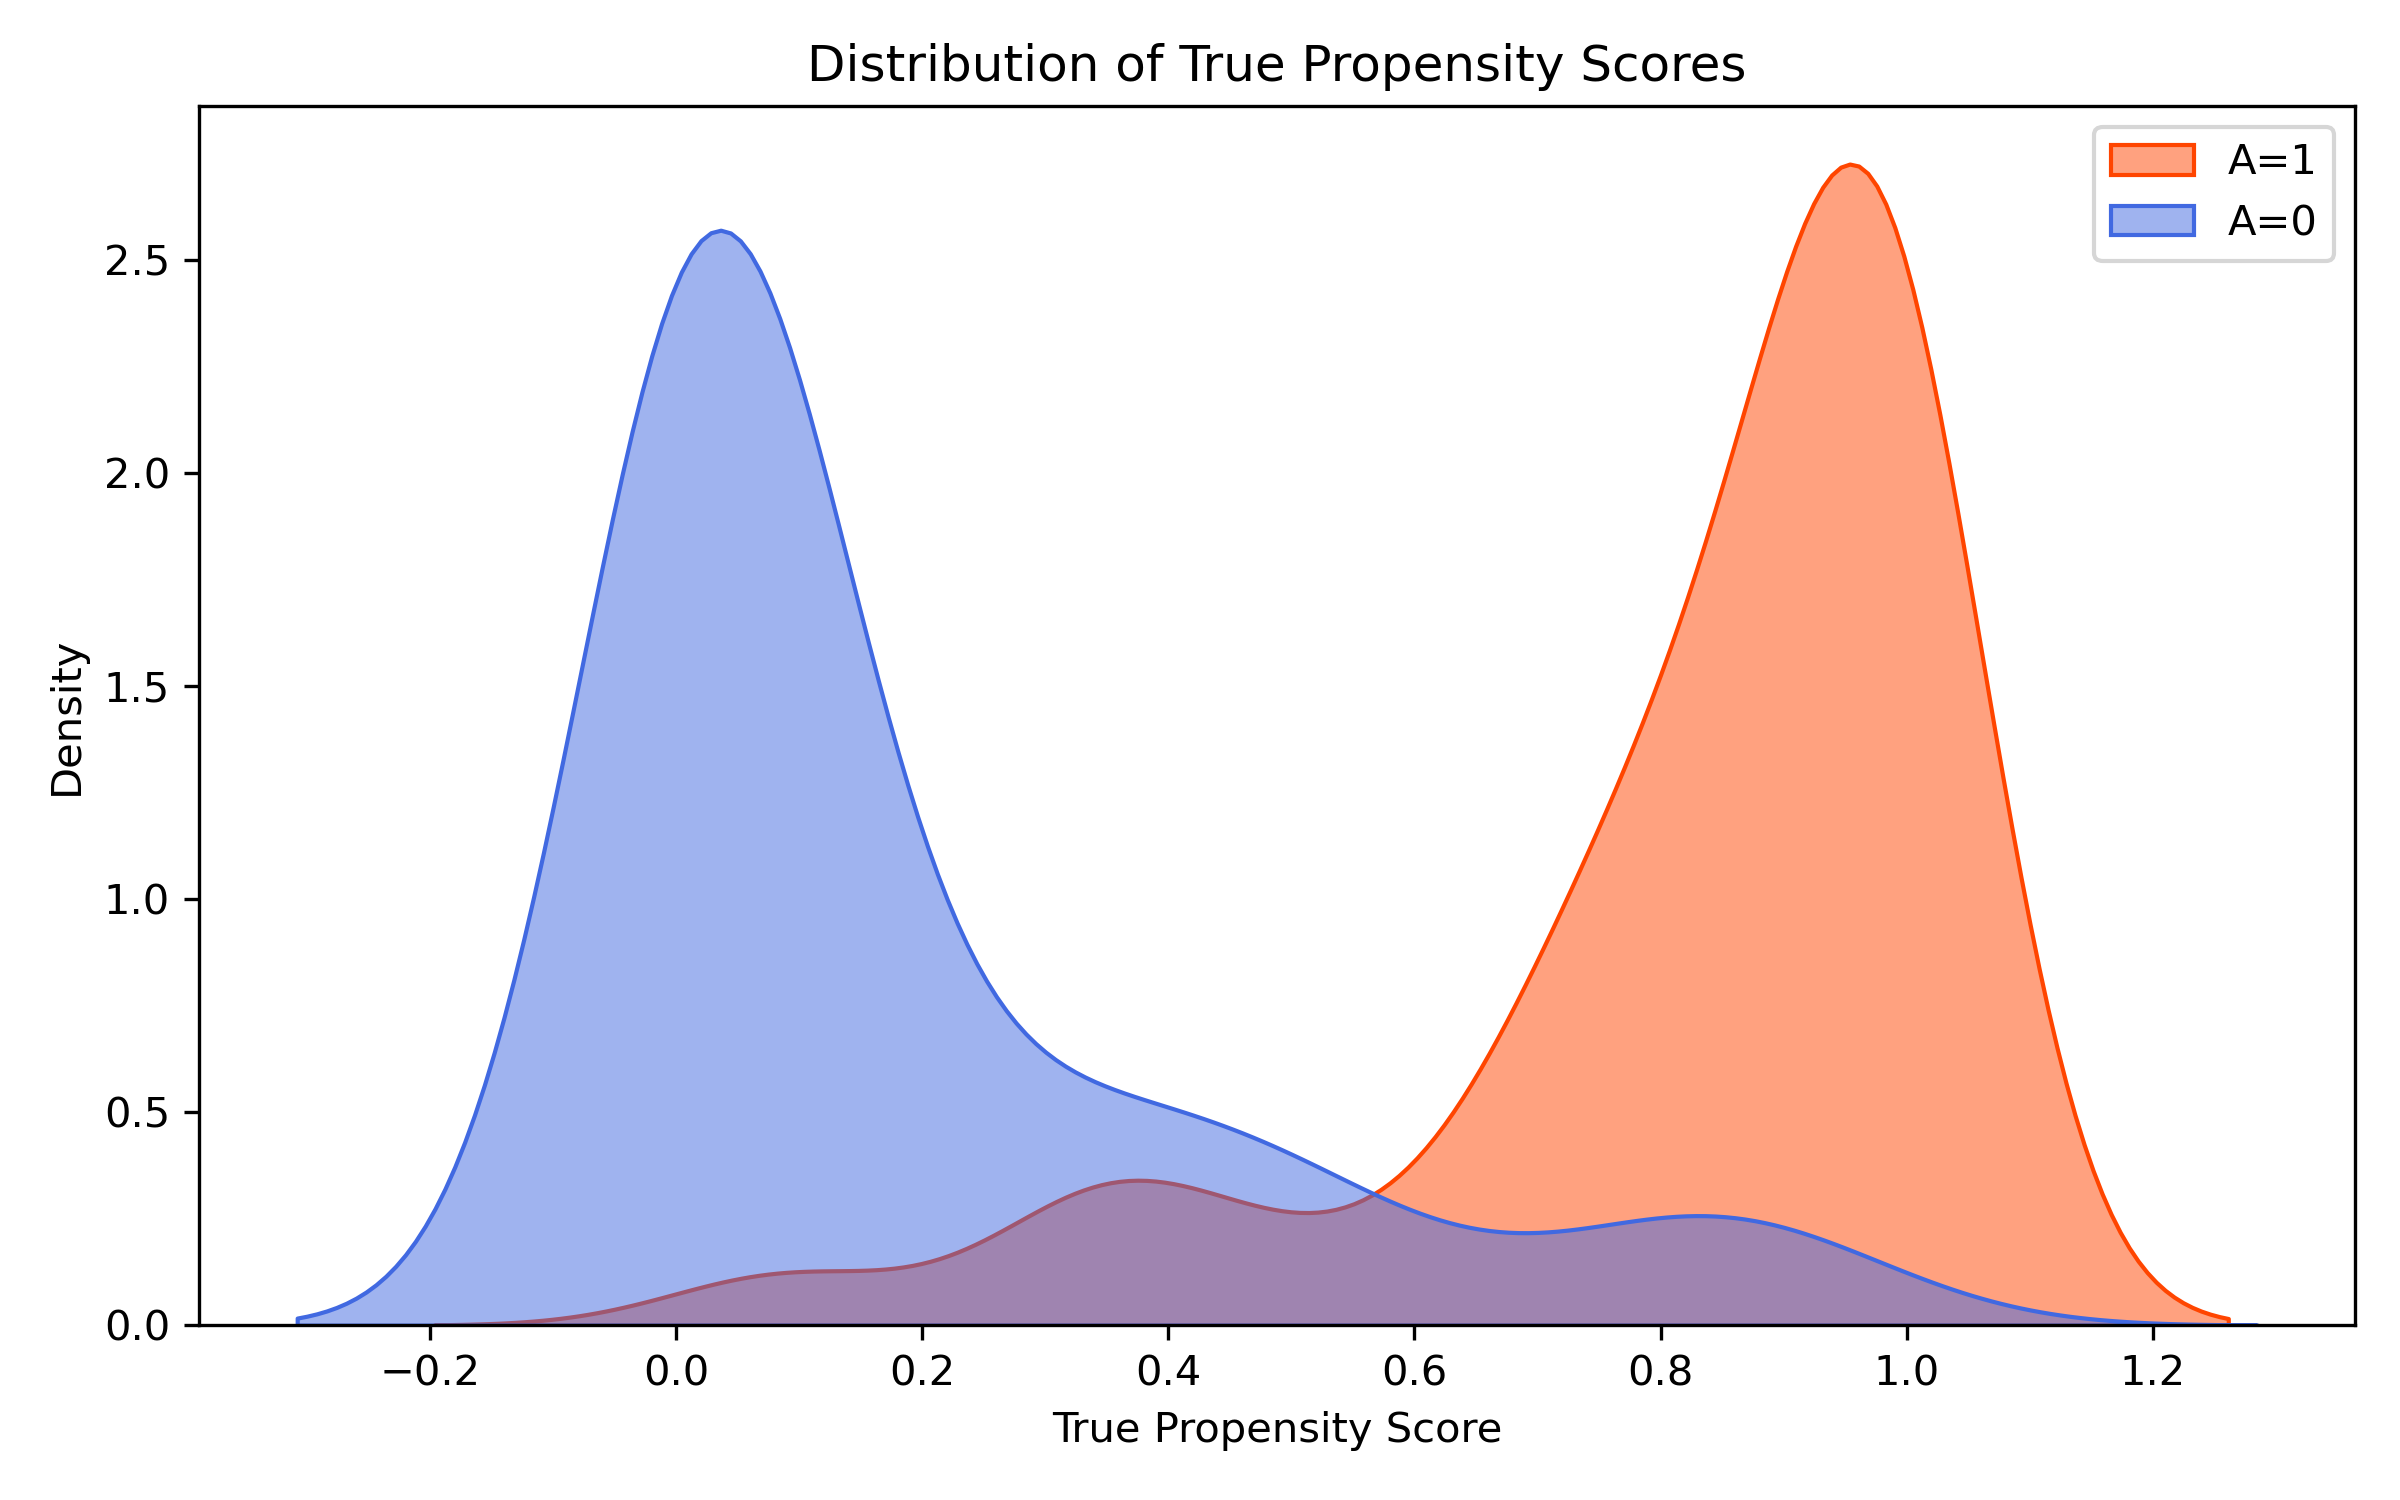 Distribution of True Propensity Scores
A=1
A=0
Density
2.5
2.0
1.5
1.0
0.5
0.0
−0.2 0.0 0.2 0.4 0.6 0.8 1.0 1.2
True Propensity Score